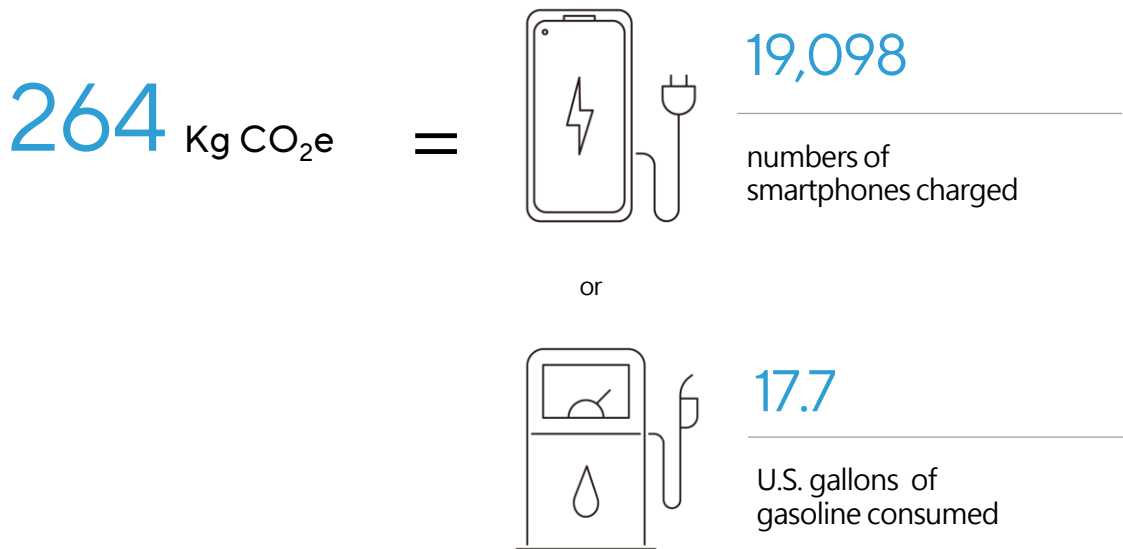 264 Kg CO₂e
=
19,098
numbers of
smartphones charged
or
17.7
U.S. gallons of
gasoline consumed